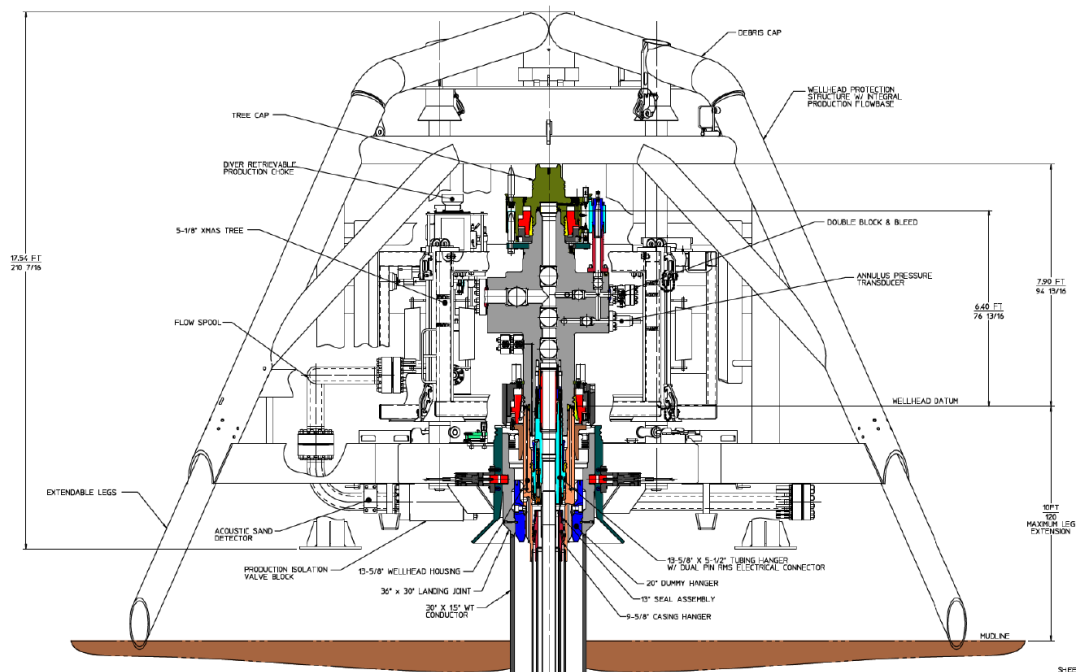 DEBRIS CAP
WELLHEAD PROTECTION
STRUCTURE W/ INTEGRAL
PRODUCTION FLOWBASE
TREE CAP
DIVER RETRIEVABLE
PRODUCTION CHOKE
DOUBLE BLOCK & BLEED
5-1/8" XMAS TREE
17.54 FT
210 7/16
ANNULUS PRESSURE
TRANSDUCER
7.90 FT
94 13/16
6.40 FT
76 13/16
FLOW SPOOL
WELLHEAD DATUM
EXTENDABLE LEGS
10FT
120
MAXIMUM LEG
EXTENSION
ACOUSTIC SAND
DETECTOR
PRODUCTION ISOLATION
VALVE BLOCK
13-5/8" WELLHEAD HOUSING
36" x 30" LANDING JOINT
30" X 1.5" WT
CONDUCTOR
13-5/8" X 5-1/2" TUBING HANGER
W/ DUAL PIN RMS ELECTRICAL CONNECTOR
20" DUMMY HANGER
13" SEAL ASSEMBLY
9-5/8" CASING HANGER
MUDLINE